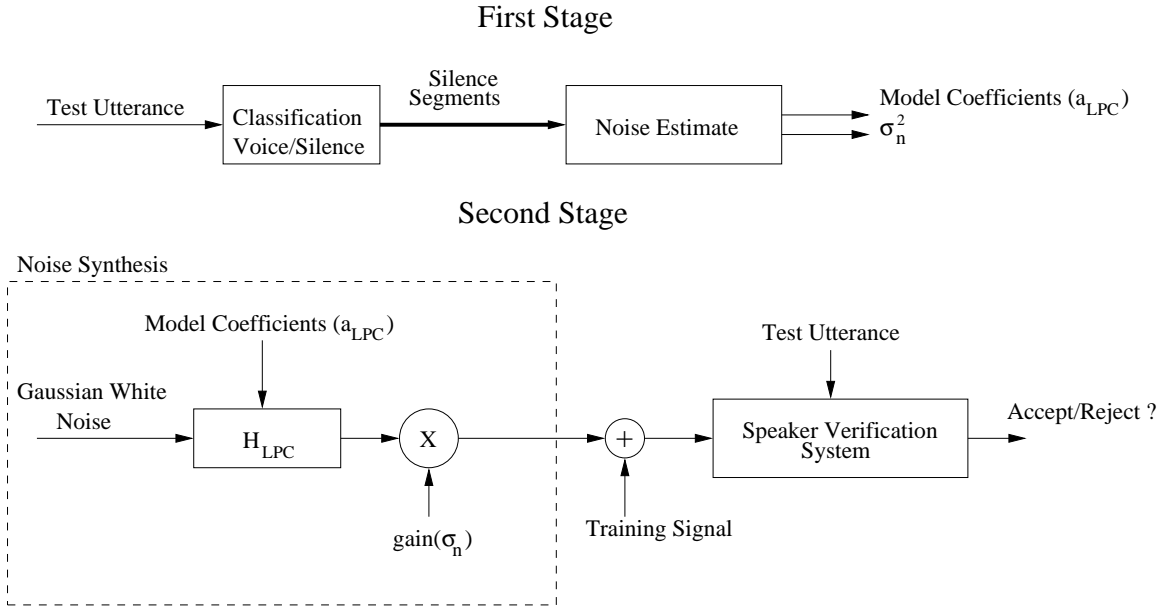 First Stage
Test Utterance
Classification
Voice/Silence
Silence
Segments
Noise Estimate
Model Coefficients (a_LPC)
σ_n^2
Second Stage
Noise Synthesis
Model Coefficients (a_LPC)
Gaussian White
Noise
H_LPC
X
gain(σ_n)
+
Training Signal
Test Utterance
Speaker Verification
System
Accept/Reject ?